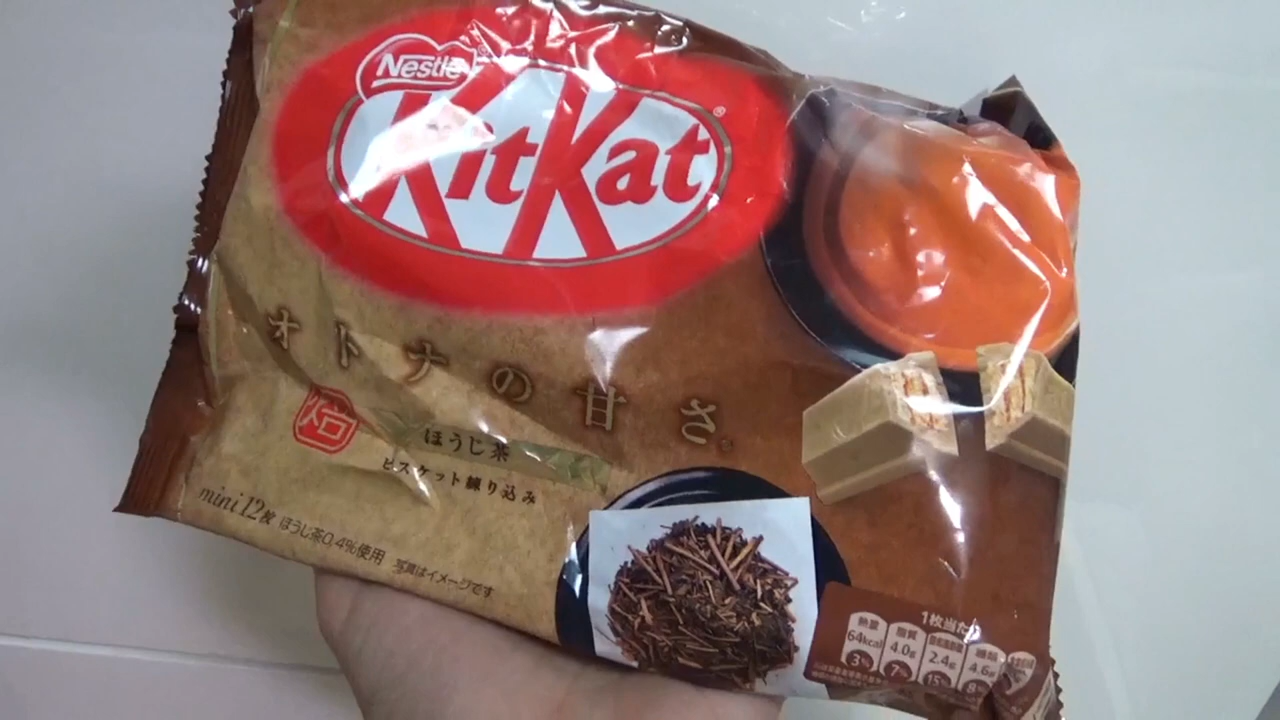 Nestlé
KitKat
オトナの甘さ。
焙
ほうじ茶
ビスケット練り込み
mini 12枚 ほうじ茶0.4%使用 写真はイメージです
1枚当たり
熱量 脂質 糖類
64kcal 4.0g 2.4g 4.6g
3% 7% 15% 8%